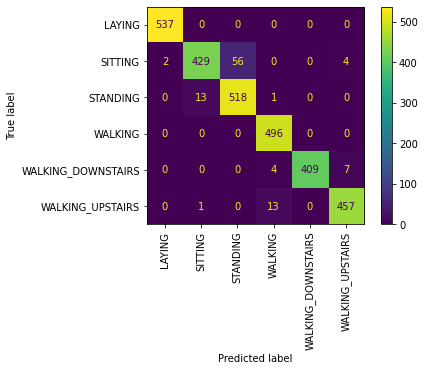 LAYING 537 0 0 0 0 0
SITTING 2 429 56 0 0 4
STANDING 0 13 518 1 0 0
WALKING 0 0 0 496 0 0
WALKING_DOWNSTAIRS 0 0 0 4 409 7
WALKING_UPSTAIRS 0 1 0 13 0 457
True label
LAYING
SITTING
STANDING
WALKING
WALKING_DOWNSTAIRS
WALKING_UPSTAIRS
Predicted label
500
400
300
200
100
0